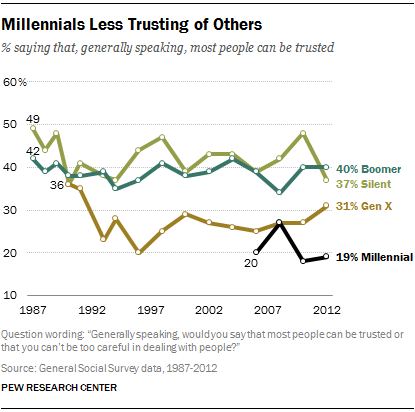 Millennials Less Trusting of Others
% saying that, generally speaking, most people can be trusted
60%
50
49
42
40
40% Boomer
37% Silent
36
31% Gen X
30
20
20
19% Millennial
10
1987 1992 1997 2002 2007 2012
Question wording: “Generally speaking, would you say that most people can be trusted or
that you can’t be too careful in dealing with people?”
Source: General Social Survey data, 1987-2012
PEW RESEARCH CENTER